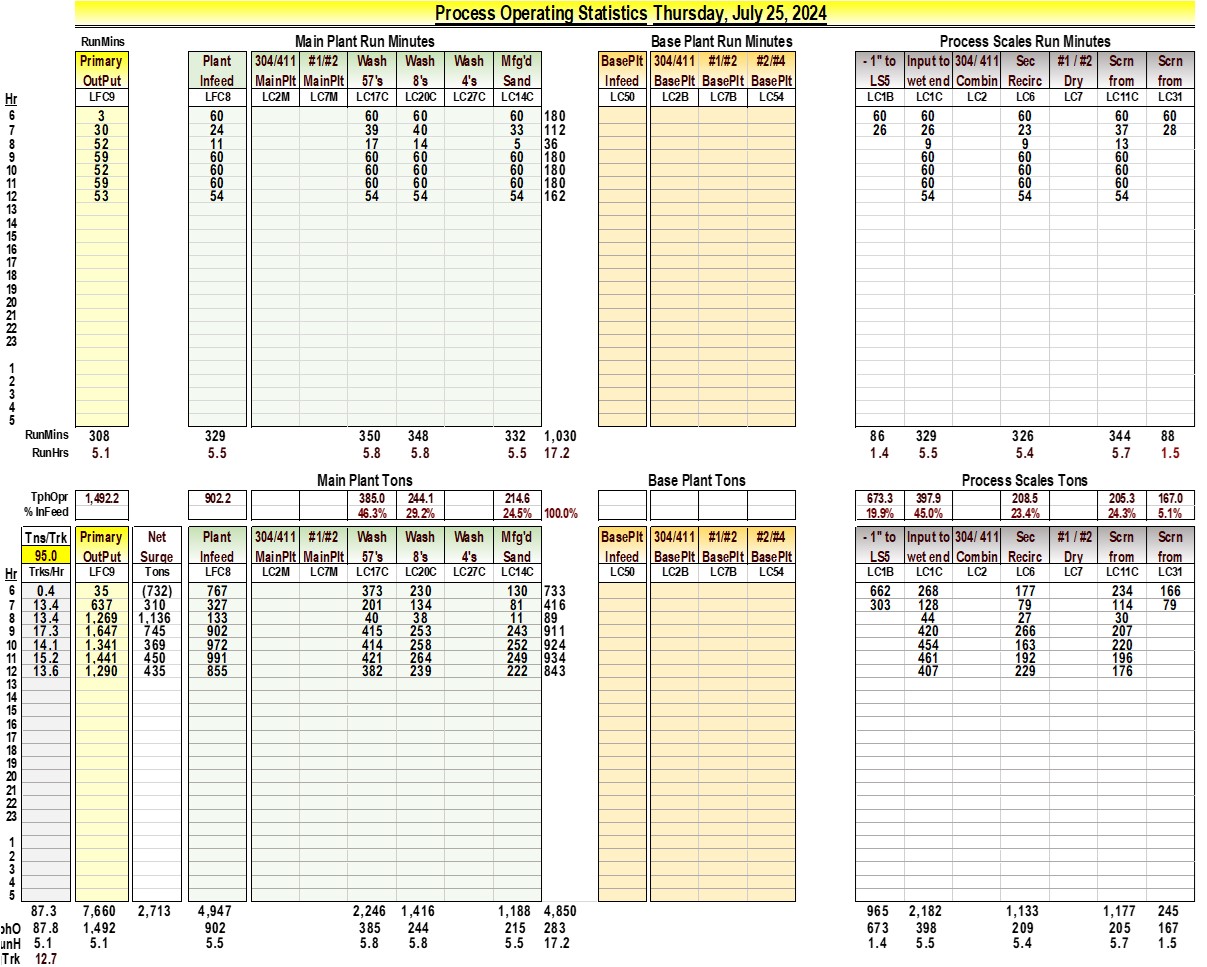 Process Operating Statistics Thursday, July 25, 2024
RunMins Main Plant Run Minutes Base Plant Run Minutes Process Scales Run Minutes
Primary Plant 304/411 #1/#2 Wash Wash Wash Mfg'd BasePlt 304/411 #1/#2 #2/#4 - 1" to Input to 304/ 411 Sec #1 / #2 Scrn Scrn
OutPut Infeed MainPlt MainPlt 57's 8's 4's Sand Infeed BasePlt BasePlt BasePlt LS5 wet end Combin Recirc Dry from from
Hr LFC9 LFC8 LC2M LC7M LC17C LC20C LC27C LC14C LC50 LC2B LC7B LC54 LC1B LC1C LC2 LC6 LC7 LC11C LC31
6 3 60 60 60 60 180 60 60 60 60 60
7 30 24 39 40 33 112 26 26 23 37 28
8 52 11 17 14 5 36 9 9 13
9 59 60 60 60 60 180 60 60 60
10 52 60 60 60 60 180 60 60 60
11 59 60 60 60 60 180 60 60 60
12 53 54 54 54 54 162 54 54 54
13
14
15
16
17
18
19
20
21
22
23
1
2
3
4
5
RunMins 308 329 350 348 332 1,030 86 329 326 344 88
RunHrs 5.1 5.5 5.8 5.8 5.5 17.2 1.4 5.5 5.4 5.7 1.5
Main Plant Tons Base Plant Tons Process Scales Tons
TphOpr 1,492.2 902.2 385.0 244.1 214.6 673.3 397.9 208.5 205.3 167.0
% InFeed 46.3% 29.2% 24.5% 100.0% 19.9% 45.0% 23.4% 24.3% 5.1%
Tns/Trk Primary Net Plant 304/411 #1/#2 Wash Wash Wash Mfg'd BasePlt 304/411 #1/#2 #2/#4 - 1" to Input to 304/ 411 Sec #1 / #2 Scrn Scrn
95.0 OutPut Surge Infeed MainPlt MainPlt 57's 8's 4's Sand Infeed BasePlt BasePlt BasePlt LS5 wet end Combin Recirc Dry from from
Hr Trks/Hr LFC9 Tons LFC8 LC2M LC7M LC17C LC20C LC27C LC14C LC50 LC2B LC7B LC54 LC1B LC1C LC2 LC6 LC7 LC11C LC31
6 0.4 35 (732) 767 373 230 130 733 662 268 177 234 166
7 13.4 637 310 327 201 134 81 416 303 128 79 114 79
8 13.4 1,269 1,136 133 40 38 11 89 44 27 30
9 17.3 1,647 745 902 415 253 243 911 420 266 207
10 14.1 1.341 369 972 414 258 252 924 454 163 220
11 15.2 1,441 450 991 421 264 249 934 461 192 196
12 13.6 1,290 435 855 382 239 222 843 407 229 176
13
14
15
16
17
18
19
20
21
22
23
1
2
3
4
5
87.3 7,660 2,713 4,947 2,246 1,416 1,188 4,850 965 2,182 1,133 1,177 245
phO 87.8 1,492 902 385 244 215 283 673 398 209 205 167
unH 5.1 5.1 5.5 5.8 5.8 5.5 17.2 1.4 5.5 5.4 5.7 1.5
Trk 12.7